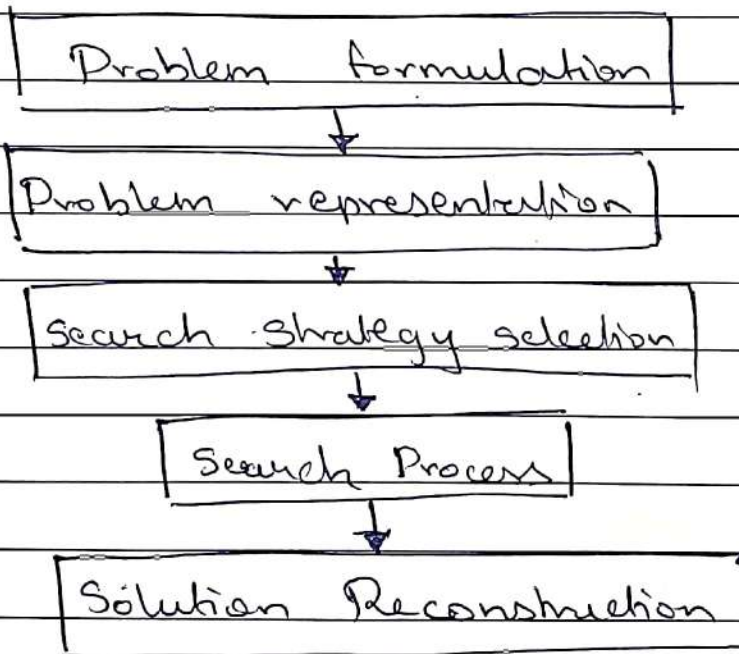 Problem formulation
Problem representation
Search strategy selection
Search Process
Solution Reconstruction